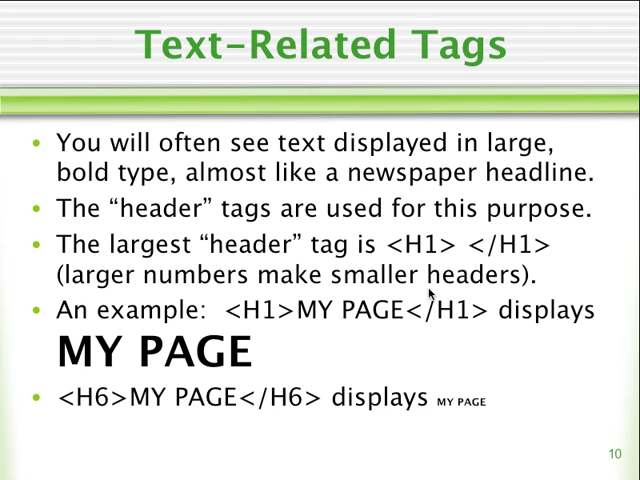 Text-Related Tags
• You will often see text displayed in large,
bold type, almost like a newspaper headline.
• The “header” tags are used for this purpose.
• The largest “header” tag is <H1> </H1>
(larger numbers make smaller headers).
• An example:  <H1>MY PAGE</H1> displays
MY PAGE
• <H6>MY PAGE</H6> displays MY PAGE
10